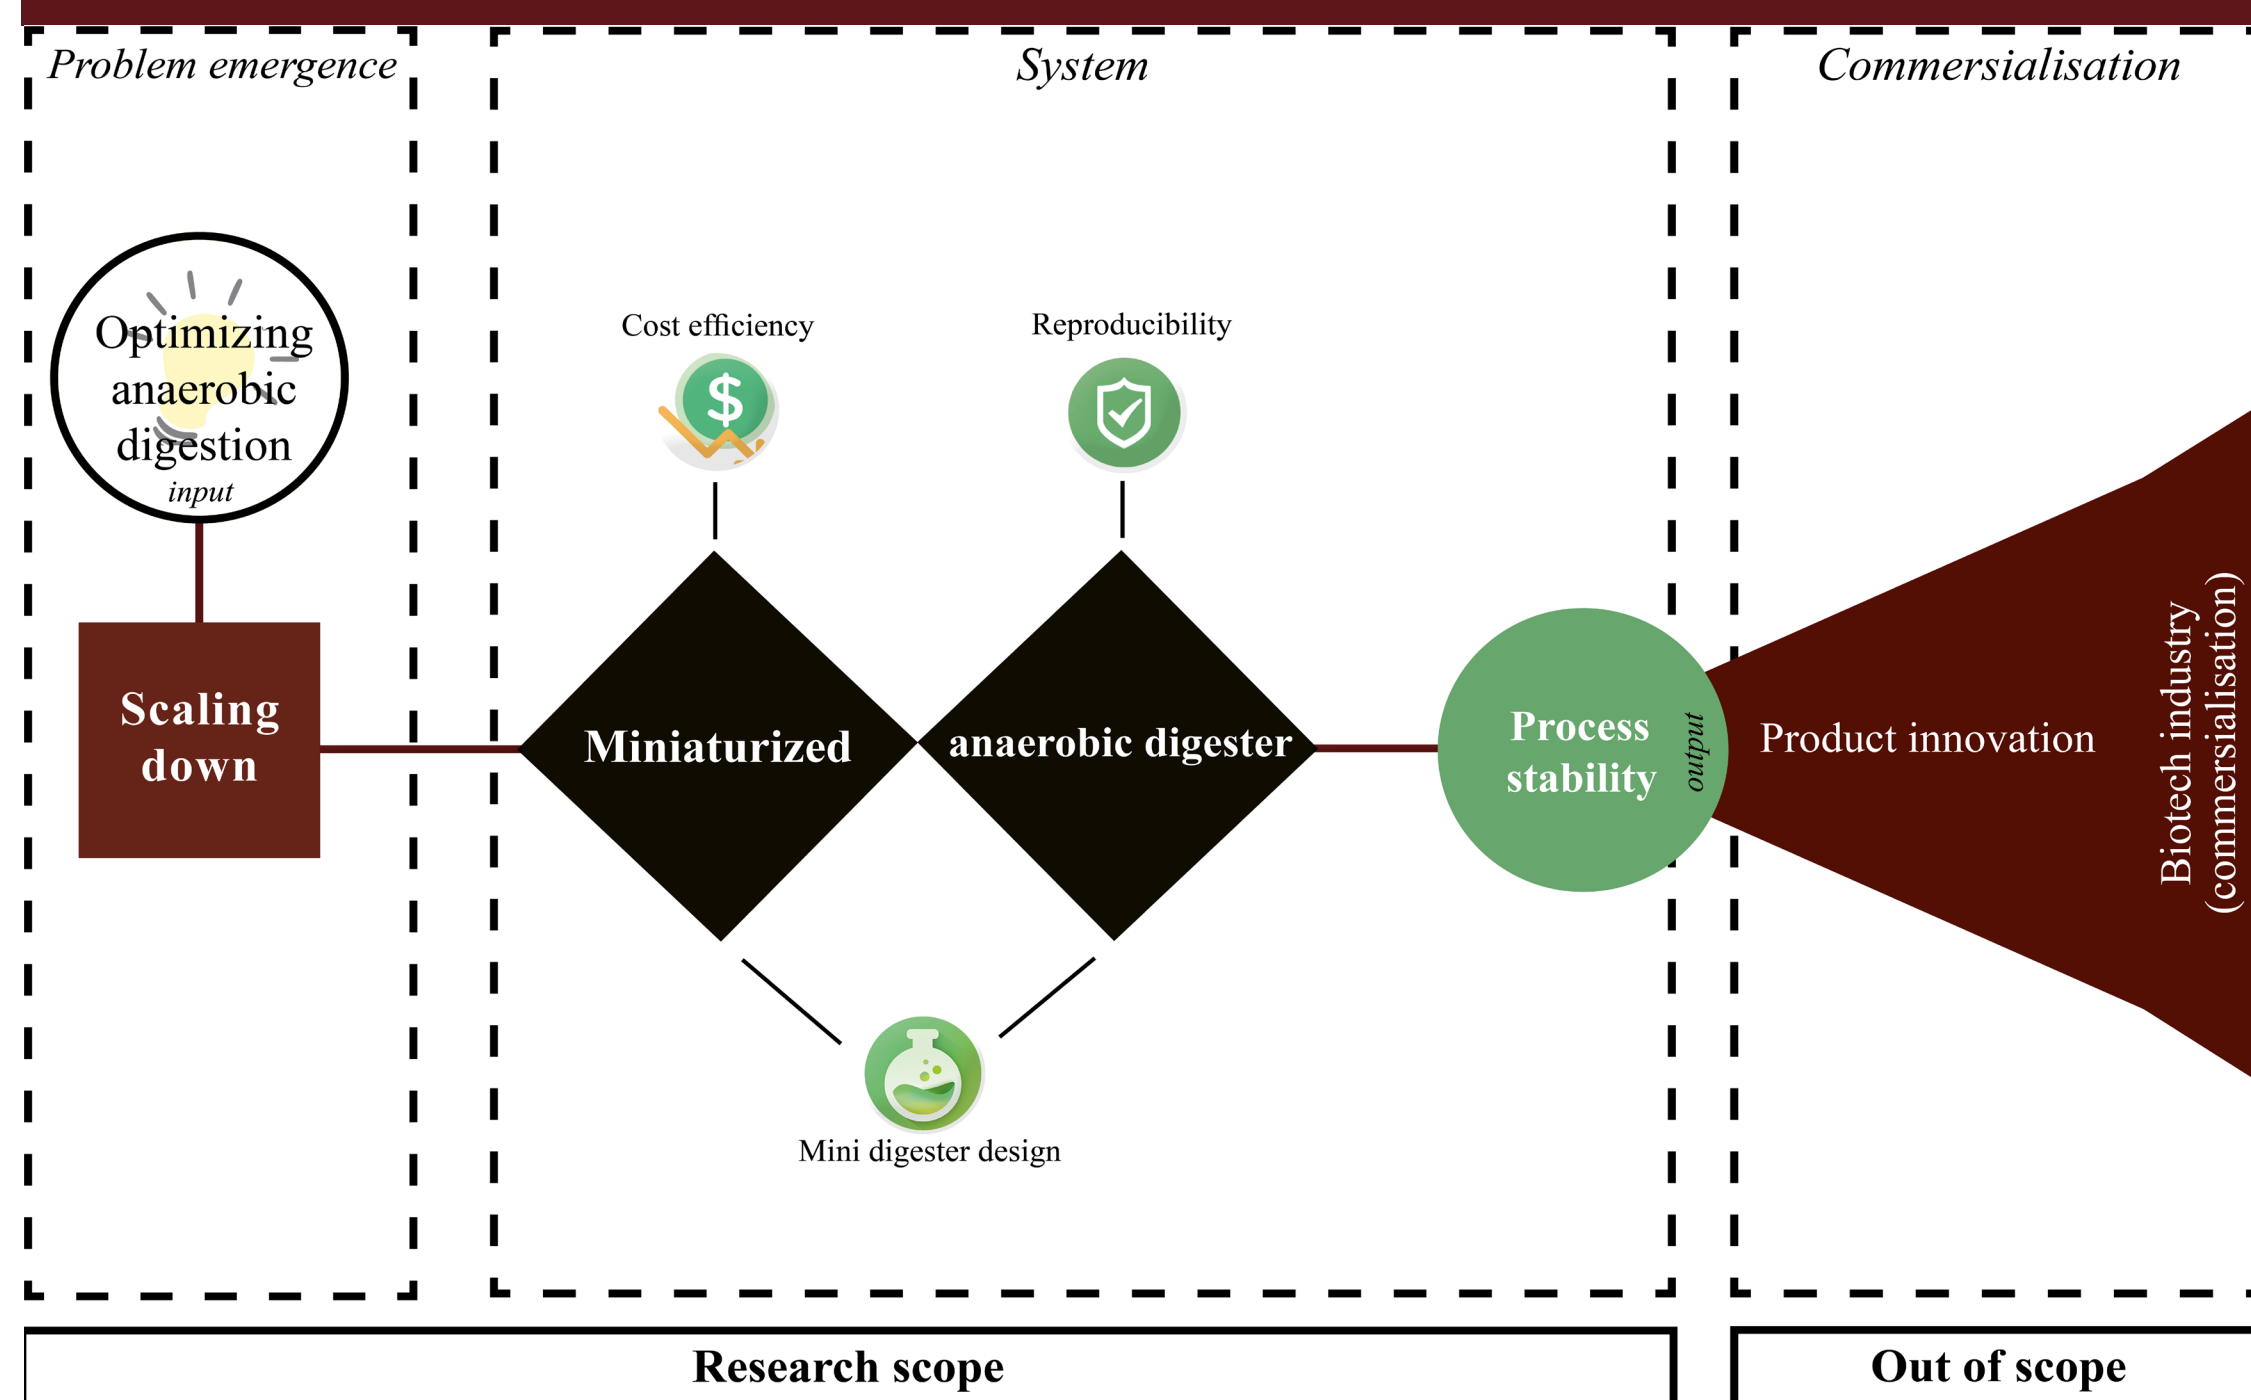 Problem emergence
System
Commersialisation
Optimizing
anaerobic
digestion
input
Scaling
down
Cost efficiency
$
Reproducibility
Miniaturized
anaerobic digester
Mini digester design
Process
stability
output
Product innovation
Biotech industry
(commersialisation)
Research scope
Out of scope